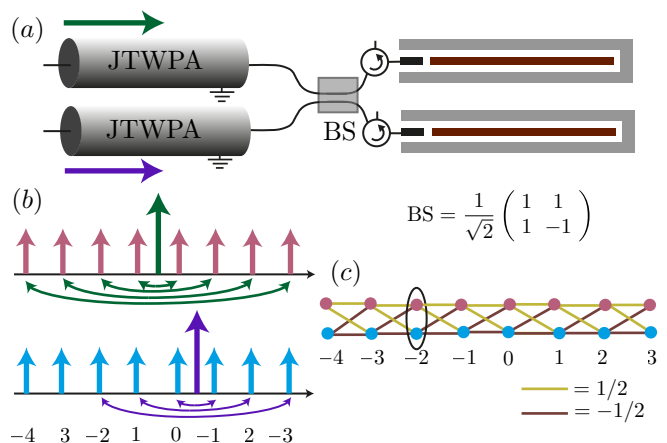 (a)
JTWPA
JTWPA
BS
(b)
BS = 1/√2 ( 1 1
1 −1 )
(c)
−4 −3 −2 −1 0 1 2 3
= 1/2
= −1/2
−4 3 −2 1 0 −1 2 −3